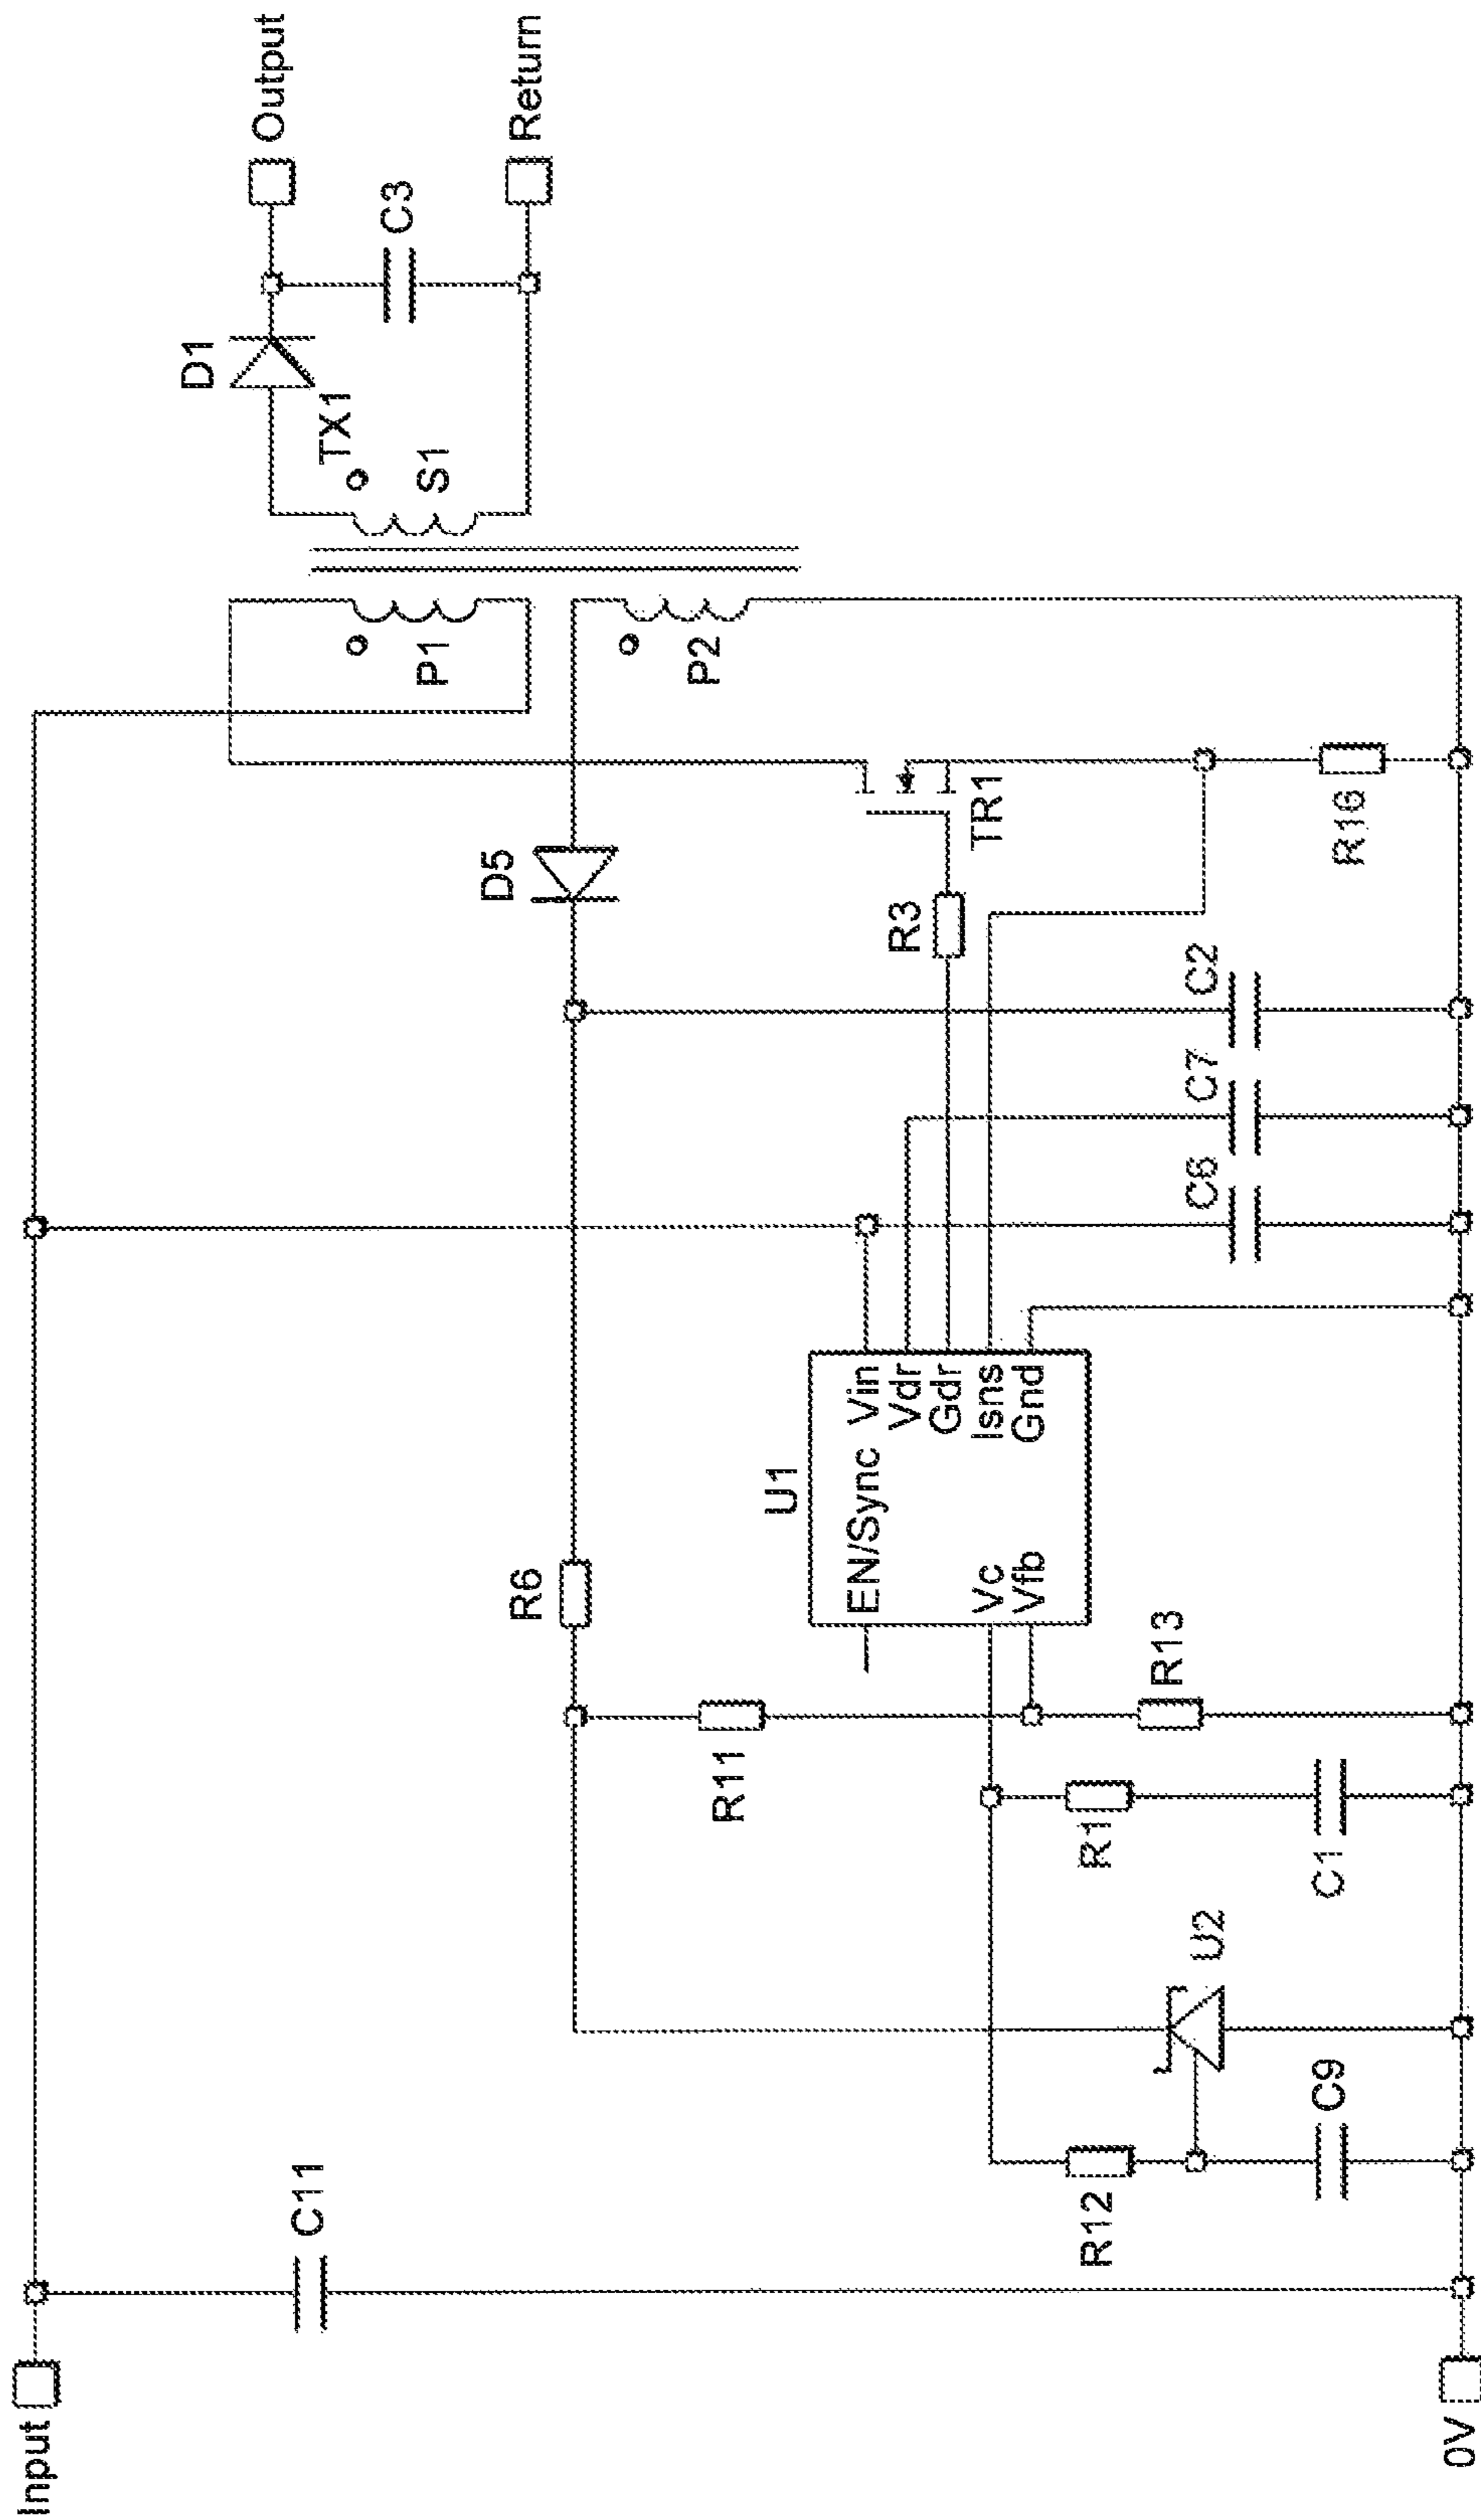 Input
C11
D1
Output
TX1
S1
C3
Return
P1
P2
D5
R6
R11
U1
EN/Sync
Vin
Vdr
Gdr
Isns
Gnd
Vc
Vfb
R3
TR1
R12
R1
R13
C6
C7
C2
U2
C9
C1
0V